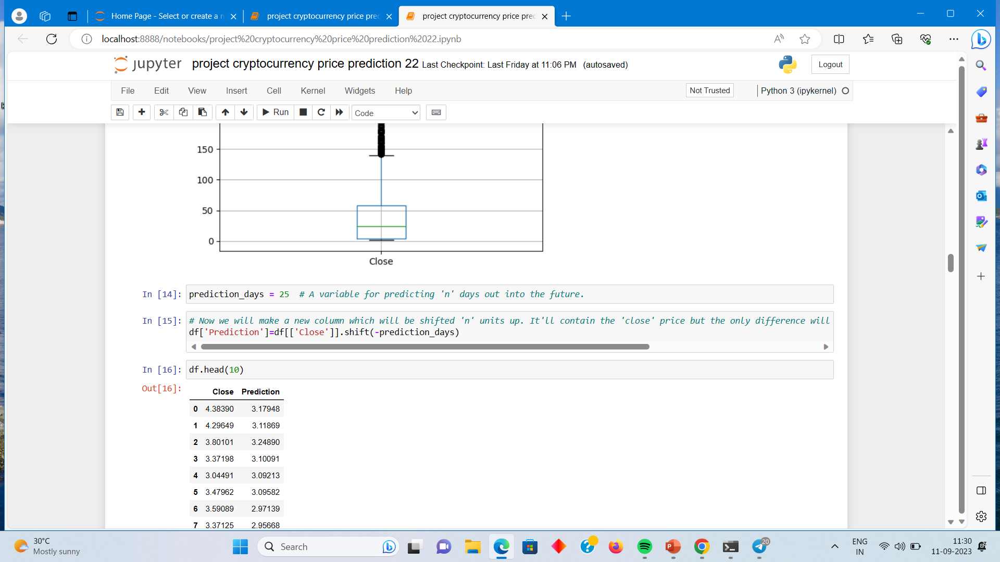 Home Page - Select or create a n
project cryptocurrency price prec
project cryptocurrency price prec
localhost:8888/notebooks/project%20cryptocurrency%20price%20prediction%2022.ipynb
jupyter project cryptocurrency price prediction 22 Last Checkpoint: Last Friday at 11:06 PM (autosaved)
Logout
File Edit View Insert Cell Kernel Widgets Help
Not Trusted
Python 3 (ipykernel)
Run
Code
150
100
50
0
Close
In [14]: prediction_days = 25 # A variable for predicting 'n' days out into the future.
In [15]: # Now we will make a new column which will be shifted 'n' units up. It'll contain the 'close' price but the only difference will
df['Prediction']=df[['Close']].shift(-prediction_days)
In [16]: df.head(10)
Out[16]:
Close Prediction
0 4.38390 3.17948
1 4.29649 3.11869
2 3.80101 3.24890
3 3.37198 3.10091
4 3.04491 3.09213
5 3.47962 3.09582
6 3.59089 2.97139
7 3.37125 2.95668
30°C
Mostly sunny
Search
20
ENG
IN
11:30
11-09-2023